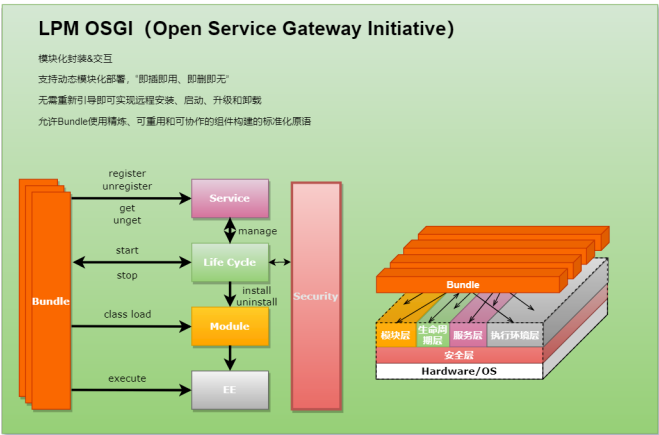 LPM OSGI（Open Service Gateway Initiative）
模块化封装&交互
支持动态模块化部署，"即插即用、即删即无"
无需重新引导即可实现远程安装、启动、升级和卸载
允许Bundle使用精炼、可重用和可协作的组件构建的标准化原语
register
unregister
get
unget
Service
manage
start
stop
Life Cycle
install
uninstall
Security
Bundle
class load
Module
execute
EE
Bundle
模块层
生命周
期层
服务层
执行环境层
安全层
Hardware/OS